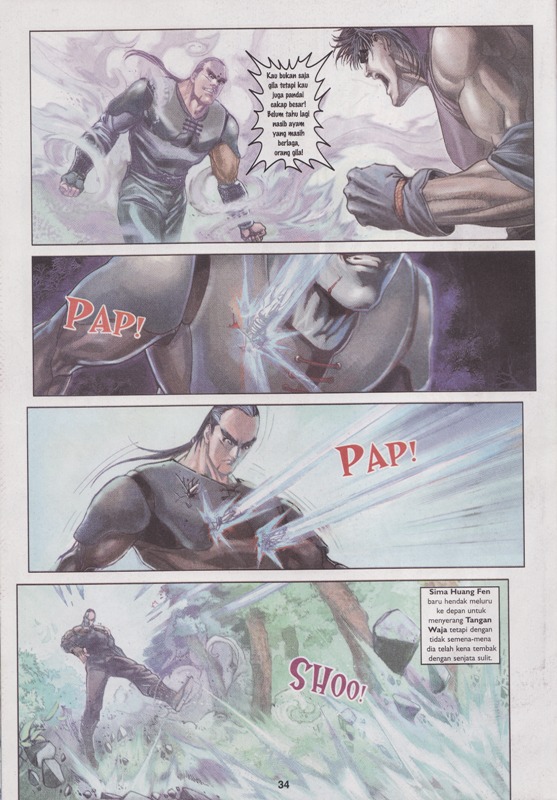 Kau bukan saja
gila tetapi kau
juga pandai
cakap besar!
Belum tahu lagi
nasib ayam
yang masih
berlaga,
orang gila!
PAP!
PAP!
Sima Huang Fen
baru hendak meluru
ke depan untuk
menyerang Tangan
Waja tetapi dengan
tidak semena-mena
dia telah kena tembak
dengan senjata sulit.
SHOO!
34